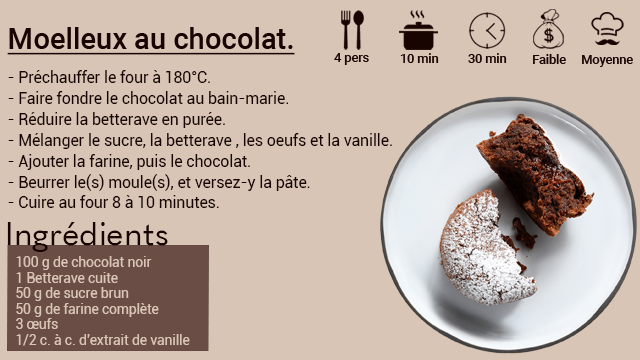 Moelleux au chocolat.
4 pers
10 min
30 min
Faible
Moyenne
- Préchauffer le four à 180°C.
- Faire fondre le chocolat au bain-marie.
- Réduire la betterave en purée.
- Mélanger le sucre, la betterave , les oeufs et la vanille.
- Ajouter la farine, puis le chocolat.
- Beurrer le(s) moule(s), et versez-y la pâte.
- Cuire au four 8 à 10 minutes.
Ingrédients
100 g de chocolat noir
1 Betterave cuite
50 g de sucre brun
50 g de farine complète
3 œufs
1/2 c. à c. d'extrait de vanille